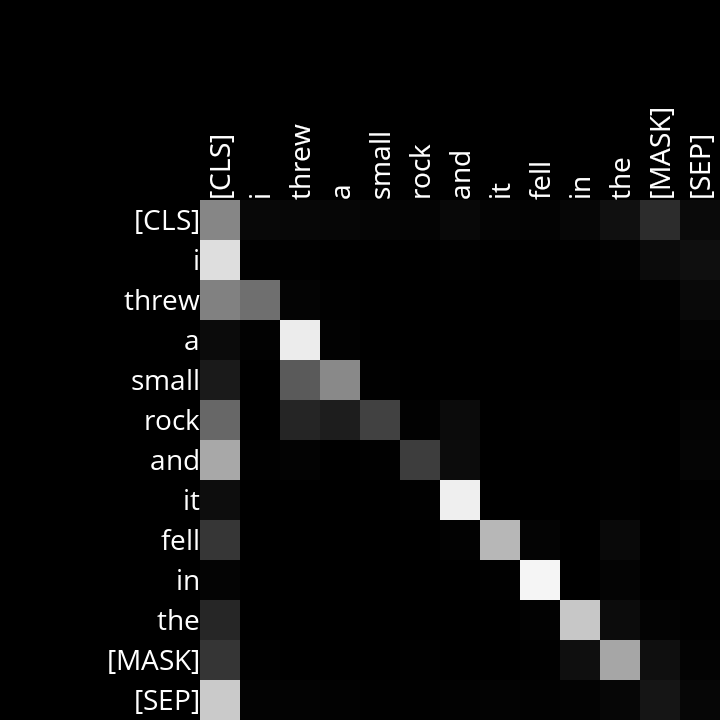 [CLS] i threw a small rock and it fell in the [MASK] [SEP]
[CLS]
i
threw
a
small
rock
and
it
fell
in
the
[MASK]
[SEP]